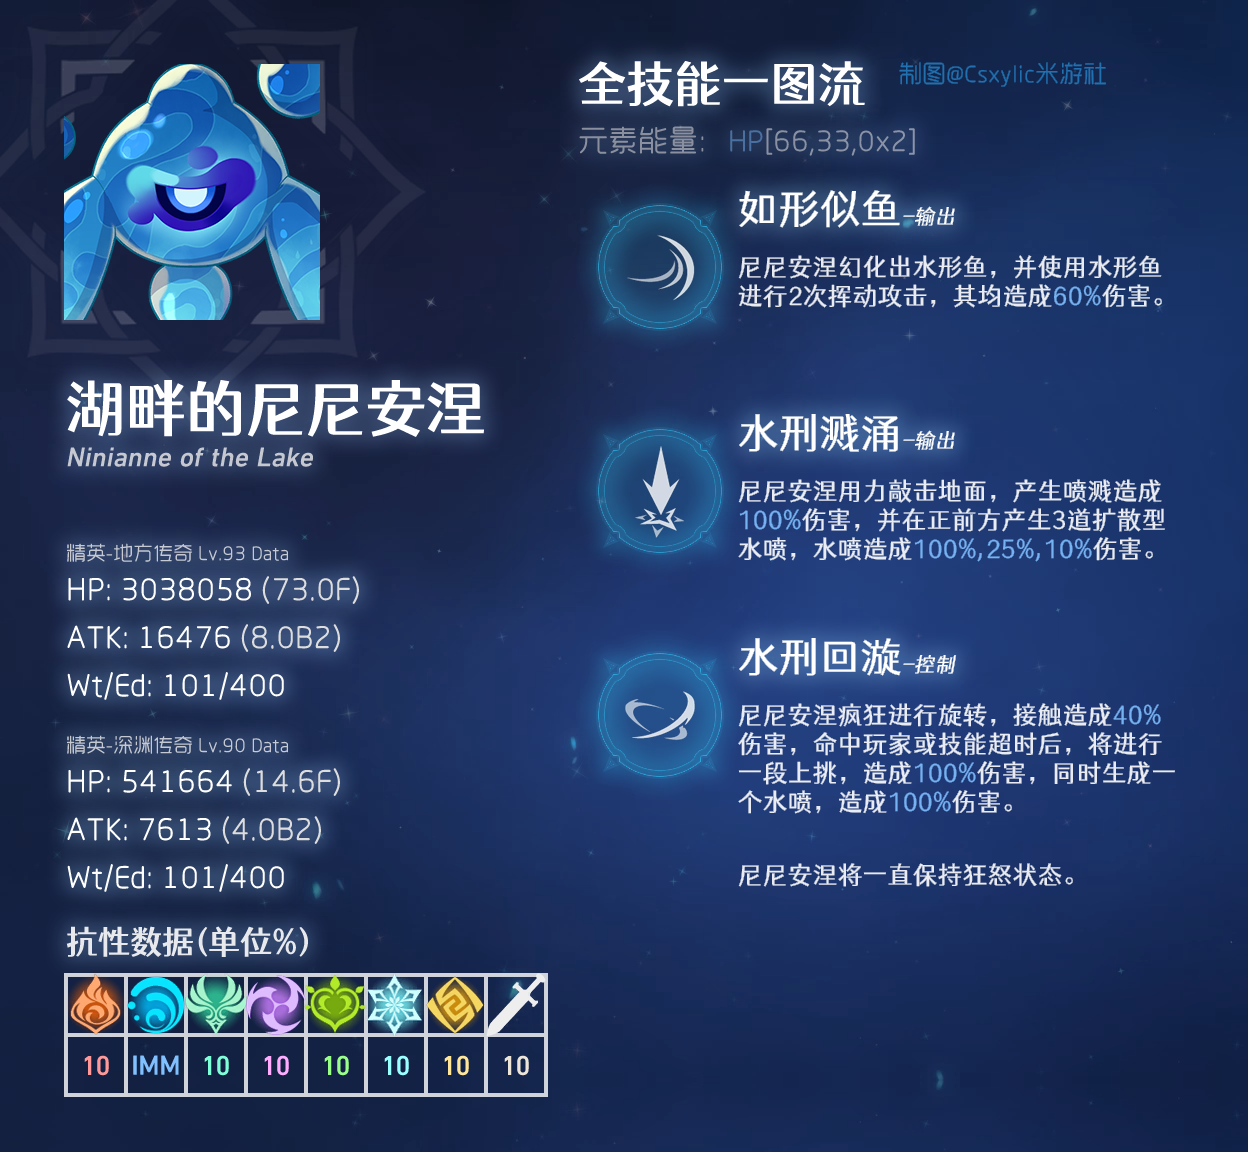 全技能一图流 制图@Csxylic米游社
元素能量: HP[66,33,0x2]
如形似鱼-输出
尼尼安涅幻化出水形鱼，并使用水形鱼
进行2次挥动攻击，其均造成60%伤害。
湖畔的尼尼安涅
Ninianne of the Lake
水刑溅涌-输出
尼尼安涅用力敲击地面，产生喷溅造成
100%伤害，并在正前方产生3道扩散型
水喷，水喷造成100%,25%,10%伤害。
精英-地方传奇 Lv.93 Data
HP: 3038058 (73.0F)
ATK: 16476 (8.0B2)
Wt/Ed: 101/400
水刑回漩-控制
尼尼安涅疯狂进行旋转，接触造成40%
伤害，命中玩家或技能超时后，将进行
一段上挑，造成100%伤害，同时生成一
个水喷，造成100%伤害。
尼尼安涅将一直保持狂怒状态。
精英-深渊传奇 Lv.90 Data
HP: 541664 (14.6F)
ATK: 7613 (4.0B2)
Wt/Ed: 101/400
抗性数据(单位%)
10 IMM 10 10 10 10 10 10